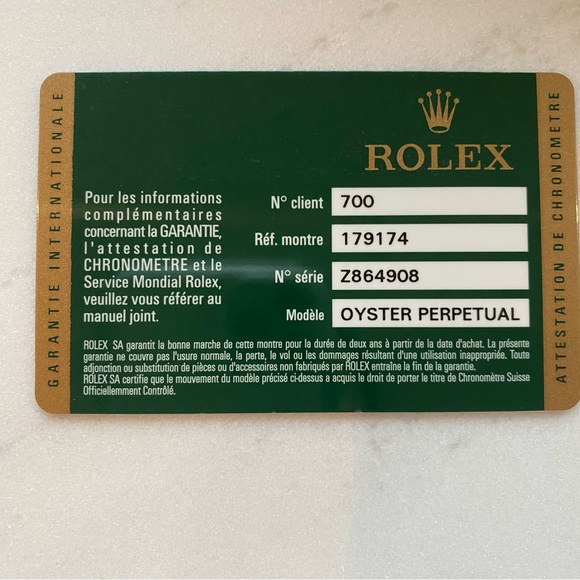 GARANTIE INTERNATIONALE
ROLEX
Pour les informations
complémentaires
concernant la GARANTIE,
l'attestation de
CHRONOMETRE et le
Service Mondial Rolex,
veuillez vous référer au
manuel joint.
N° client 700
Réf. montre 179174
N° série Z864908
Modèle OYSTER PERPETUAL
ROLEX SA garantit la bonne marche de cette montre pour la durée de deux ans à partir de la date d'achat. La présente
garantie ne couvre pas l'usure normale, la perte, le vol ou les dommages résultant d'une utilisation inappropriée. Toute
adjonction ou substitution de pièces ou d'accessoires non fabriqués par ROLEX entraîne la fin de la garantie.
ROLEX SA certifie que le mouvement du modèle précisé ci-dessus a acquis le droit de porter le titre de Chronomètre Suisse
Officiellement Contrôlé.
ATTESTATION DE CHRONOMETRE